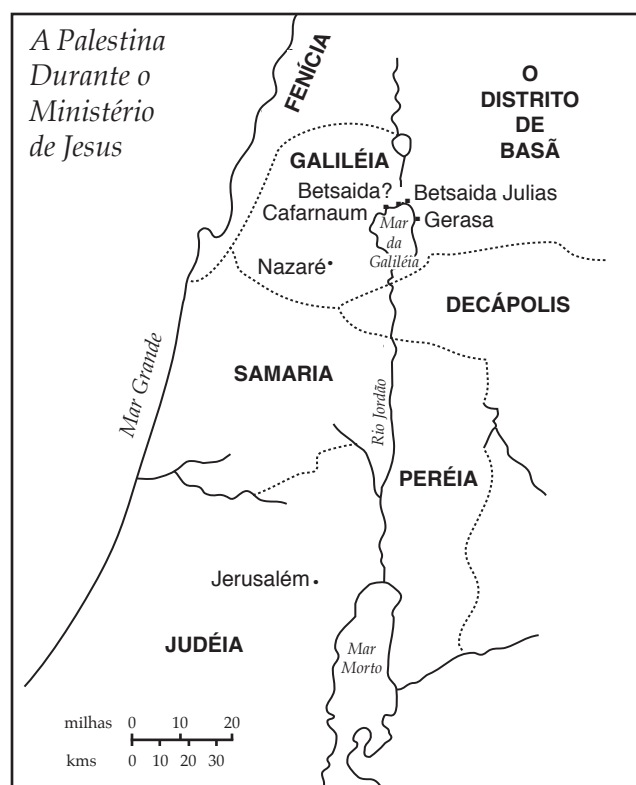 A Palestina
Durante o
Ministério
de Jesus
FENÍCIA
O
DISTRITO
DE
BASÃ
GALILÉIA
Betsaida?
Betsaida Julias
Cafarnaum
Gerasa
Mar
da
Galiléia
Nazaré
DECÁPOLIS
Mar Grande
SAMARIA
Rio Jordão
PERÉIA
Jerusalém
JUDÉIA
Mar
Morto
milhas 0 10 20
kms 0 10 20 30